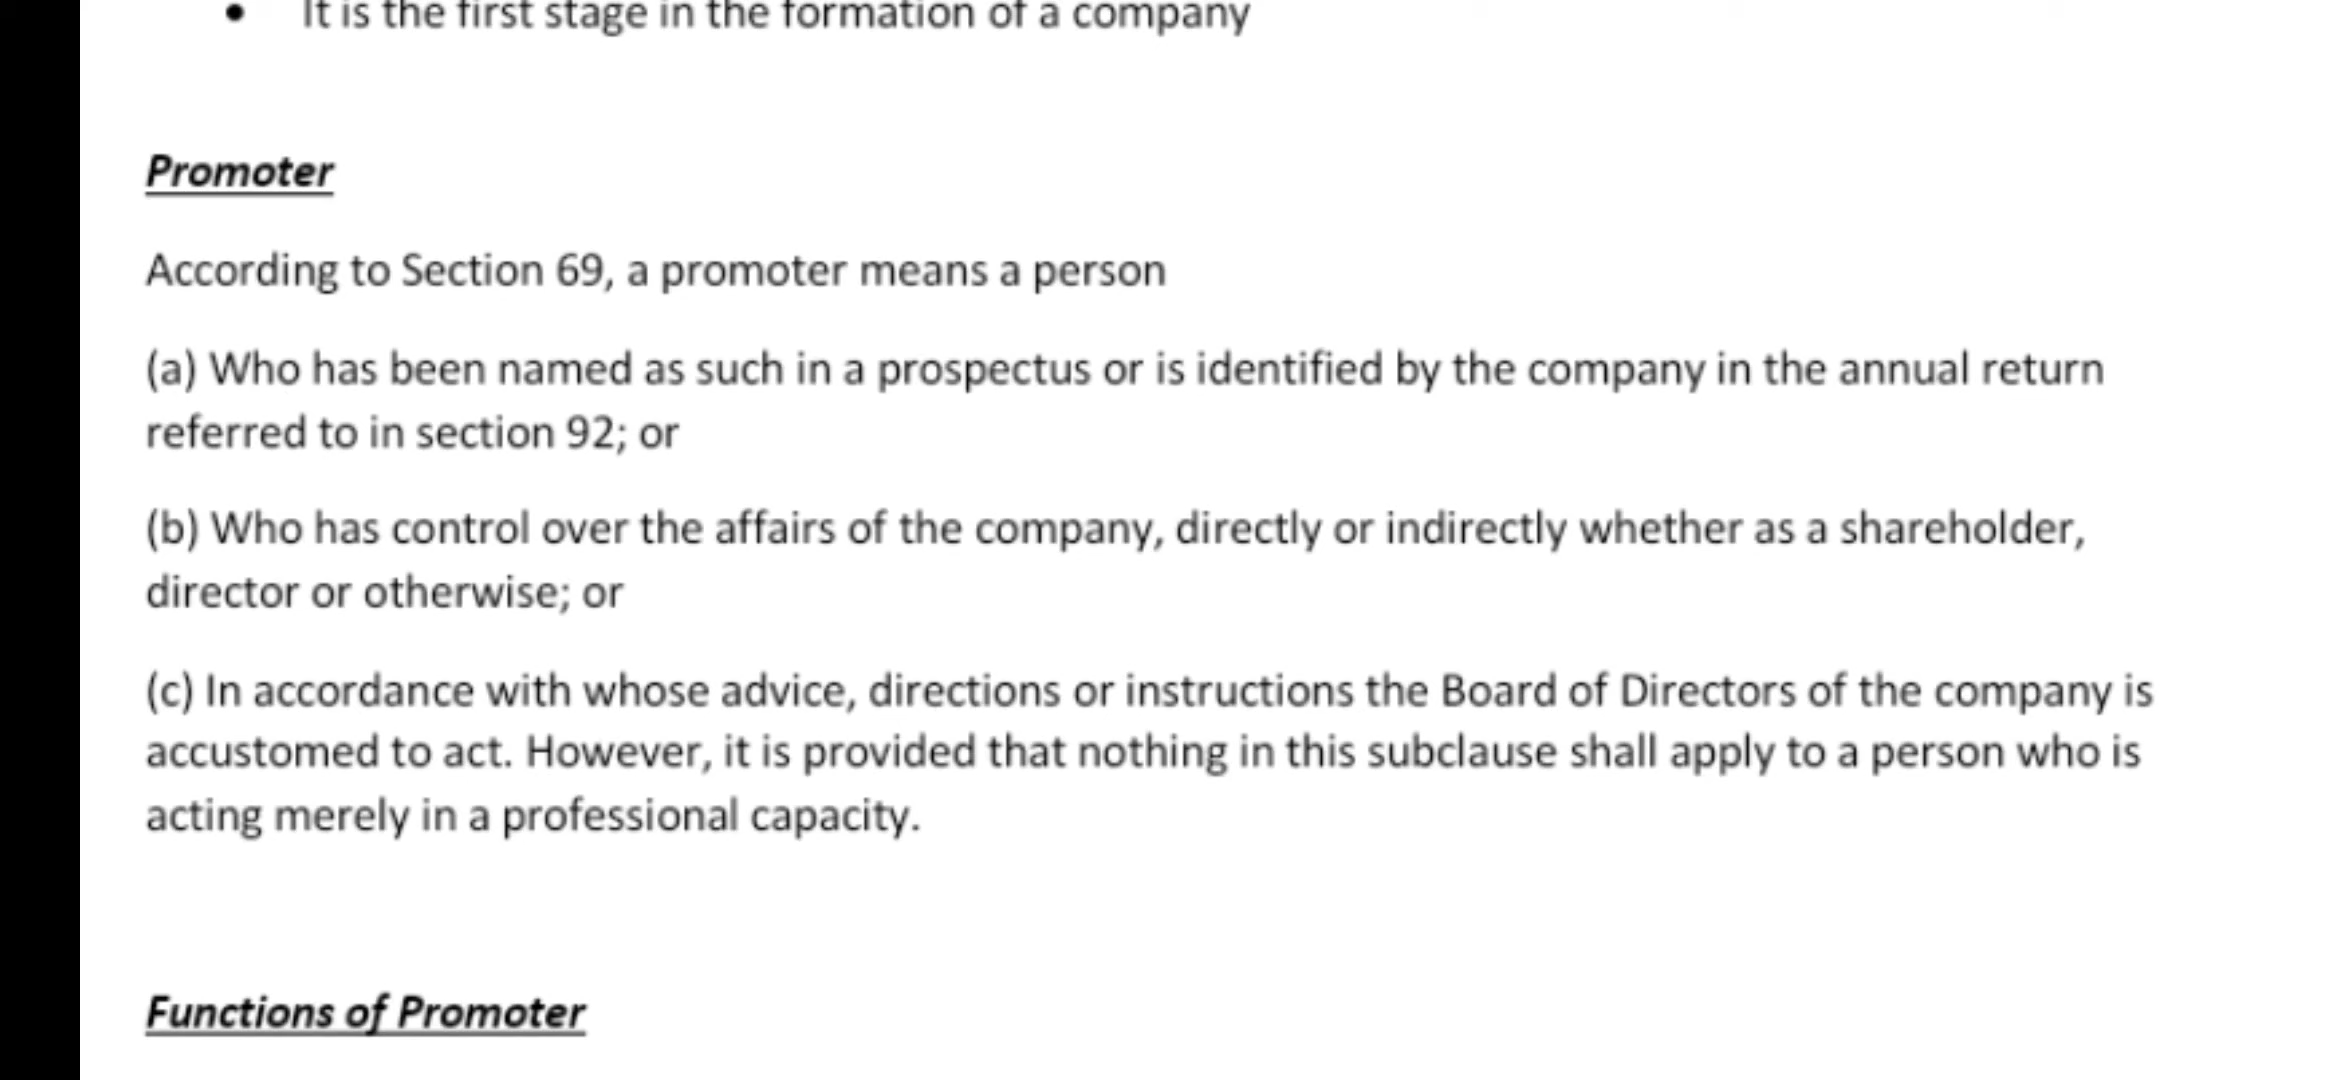 • It is the first stage in the formation of a company
Promoter
According to Section 69, a promoter means a person
(a) Who has been named as such in a prospectus or is identified by the company in the annual return
referred to in section 92; or
(b) Who has control over the affairs of the company, directly or indirectly whether as a shareholder,
director or otherwise; or
(c) In accordance with whose advice, directions or instructions the Board of Directors of the company is
accustomed to act. However, it is provided that nothing in this subclause shall apply to a person who is
acting merely in a professional capacity.
Functions of Promoter